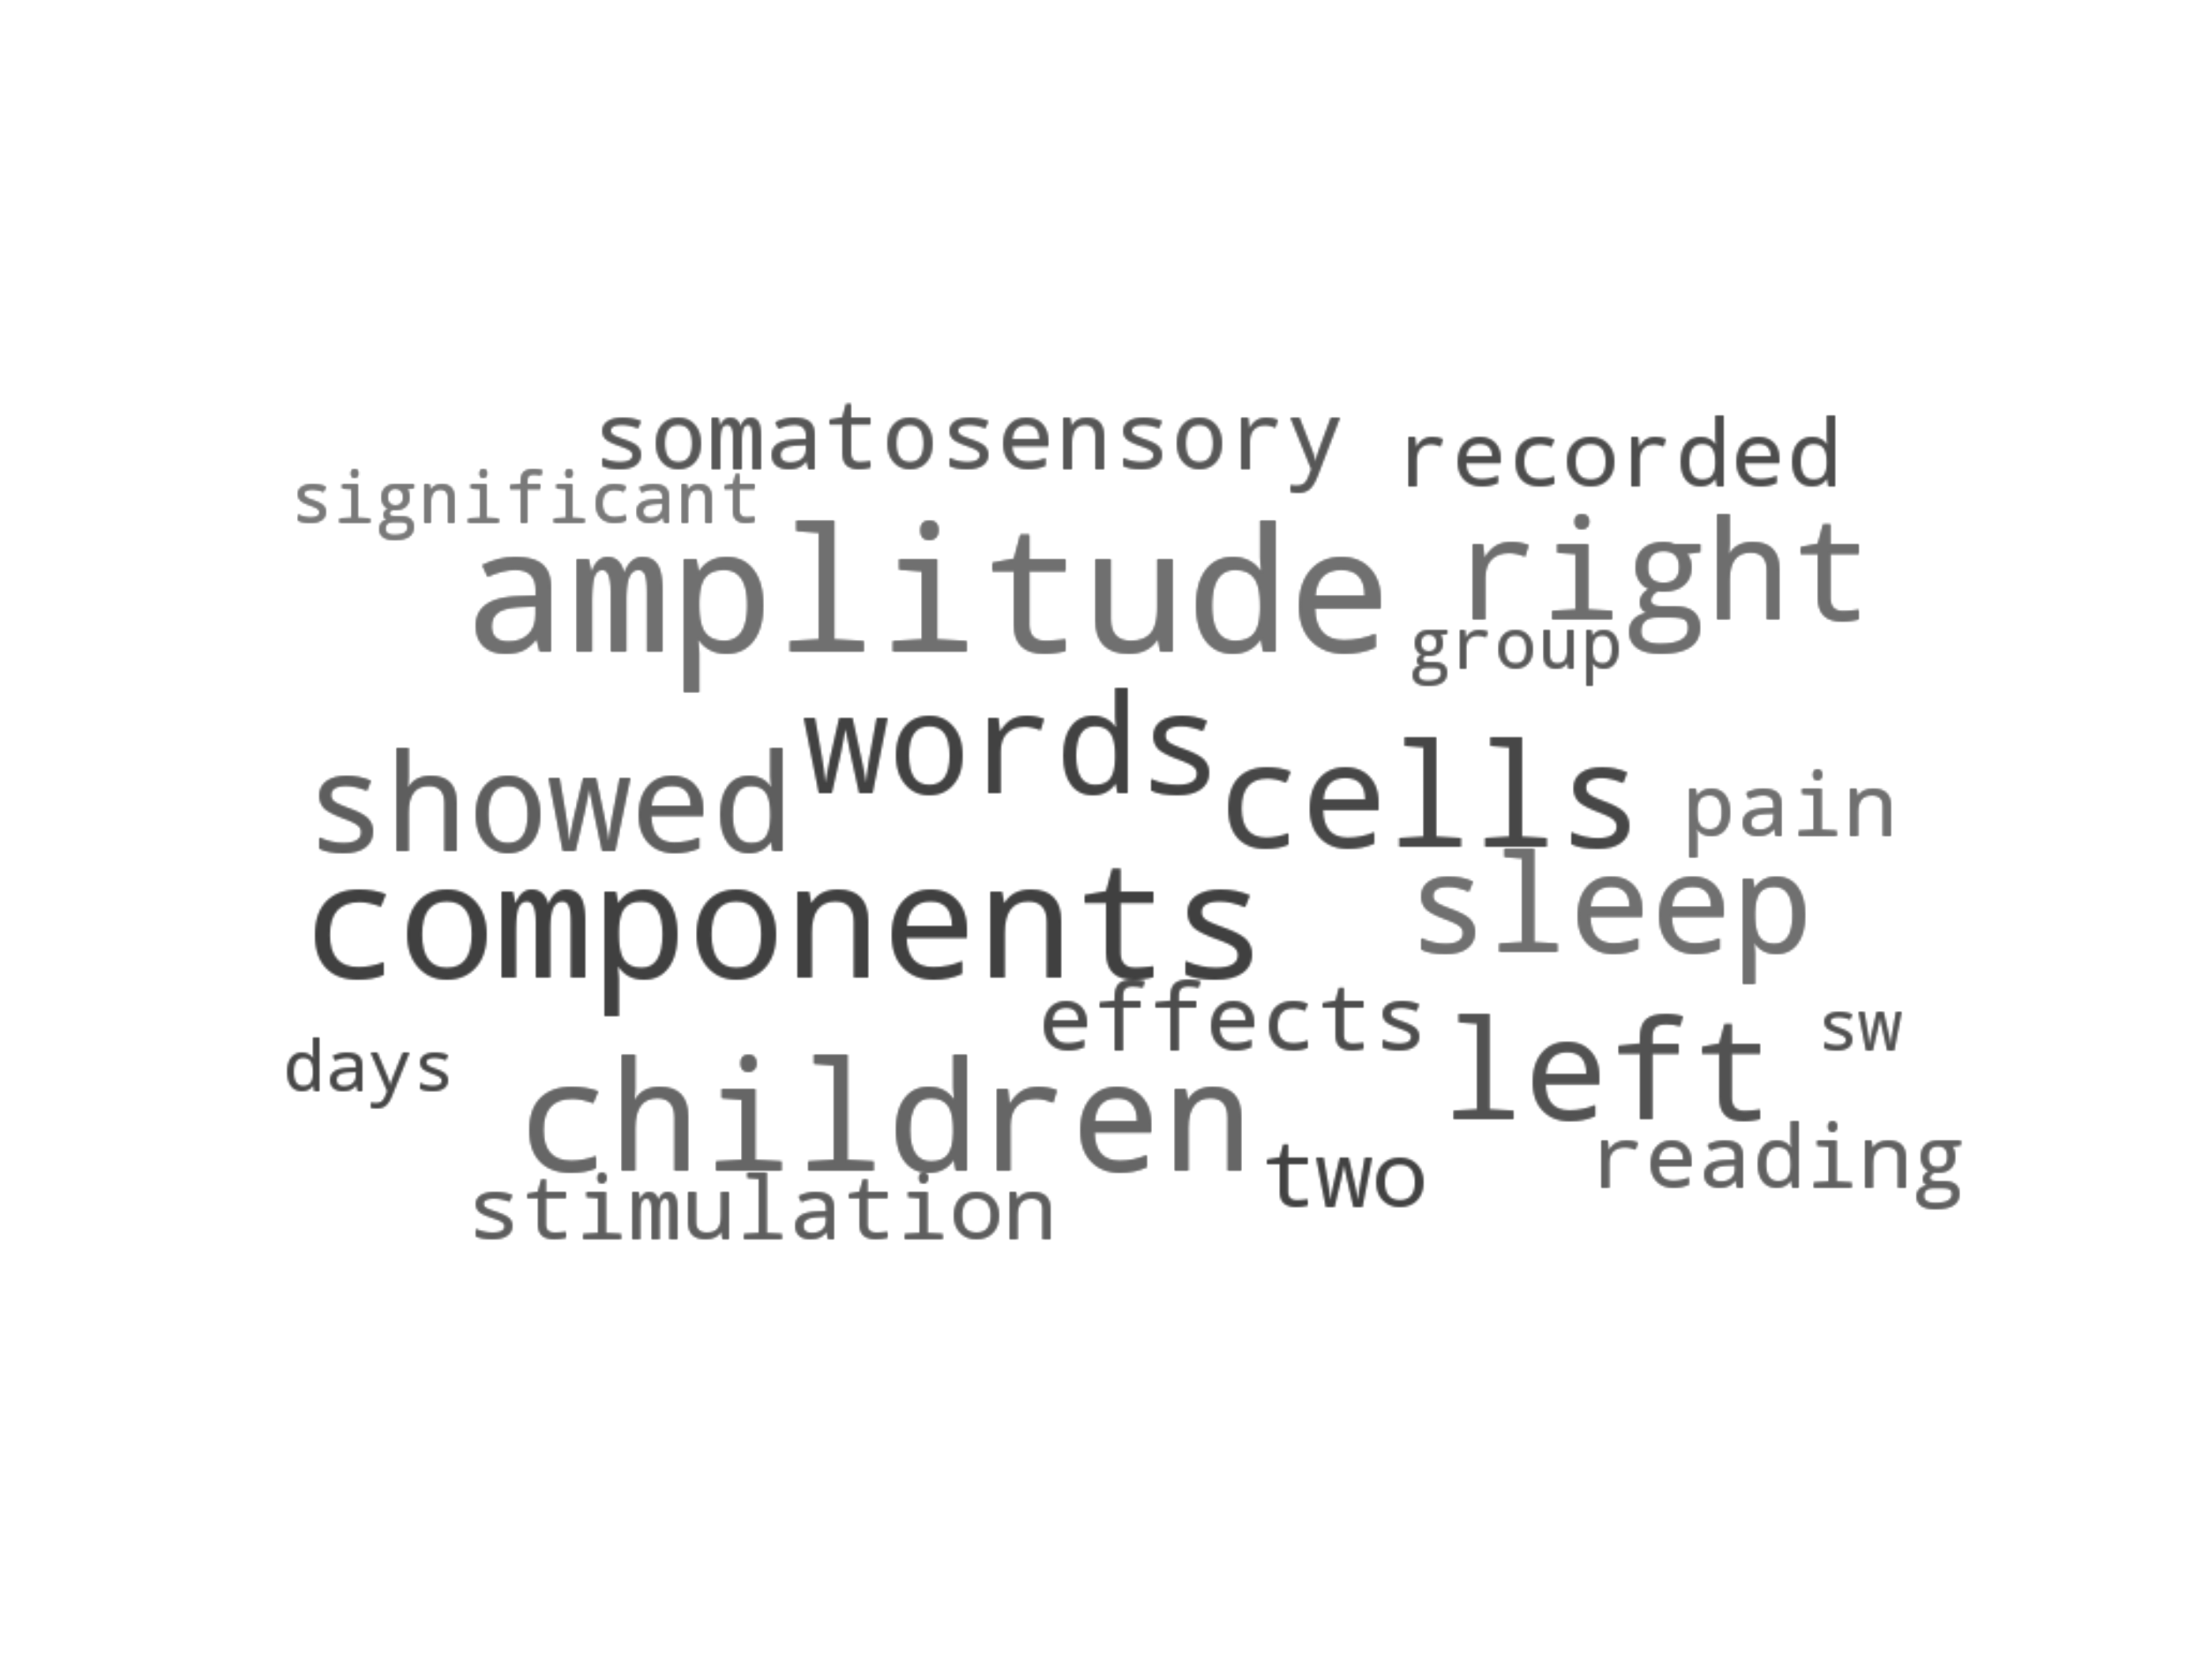 somatosensory recorded
significant
amplitude right
group
words
showed cells pain
components sleep
effects left sw
days children
two reading
stimulation